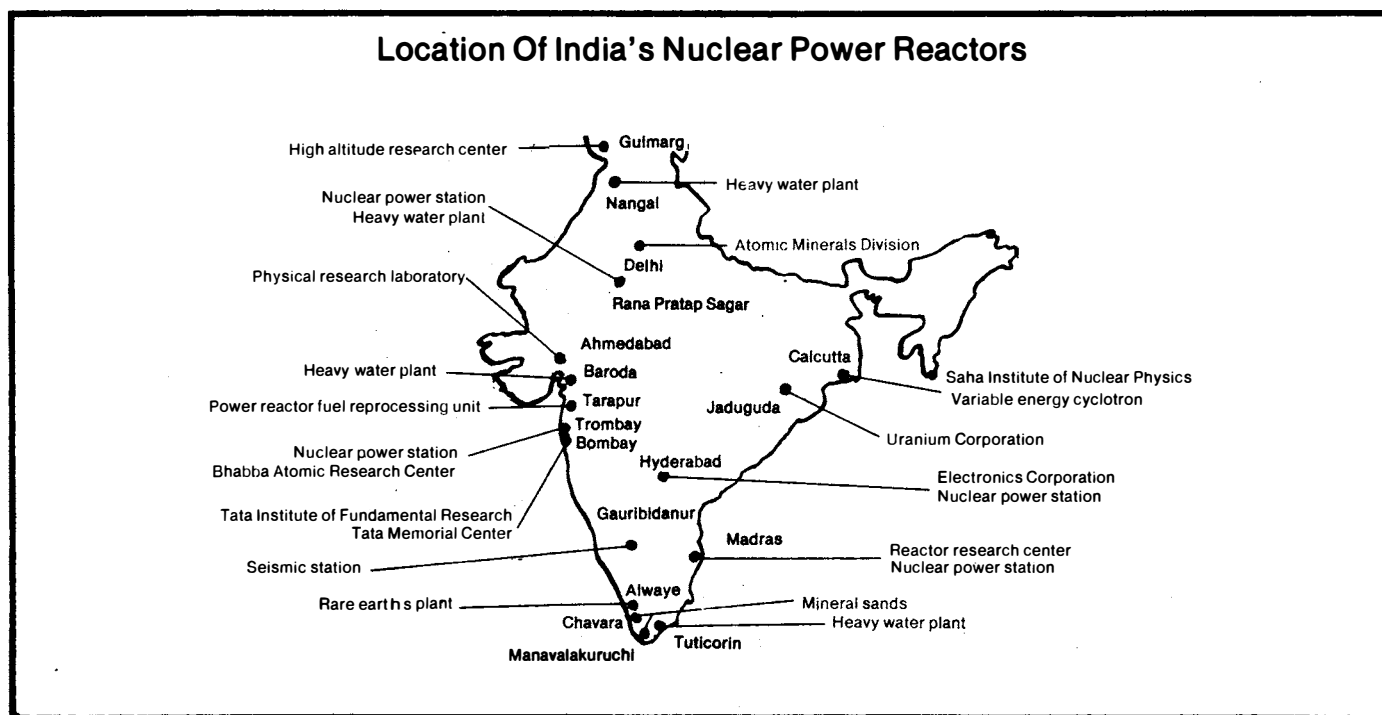 Location Of India's Nuclear Power Reactors
High altitude research center
Gulmarg
Nuclear power station
Heavy water plant
Heavy water plant
Nangal
Atomic Minerals Division
Delhi
Physical research laboratory
Rana Pratap Sagar
Ahmedabad
Calcutta
Heavy water plant
Baroda
Saha Institute of Nuclear Physics
Variable energy cyclotron
Power reactor fuel reprocessing unit
Tarapur
Jaduguda
Trombay
Bombay
Uranium Corporation
Nuclear power station
Bhabba Atomic Research Center
Hyderabad
Electronics Corporation
Nuclear power station
Tata Institute of Fundamental Research
Tata Memorial Center
Gauribidanur
Madras
Seismic station
Reactor research center
Nuclear power station
Rare earths plant
Alwaye
Mineral sands
Chavara
Heavy water plant
Tuticorin
Manavalakuruchi